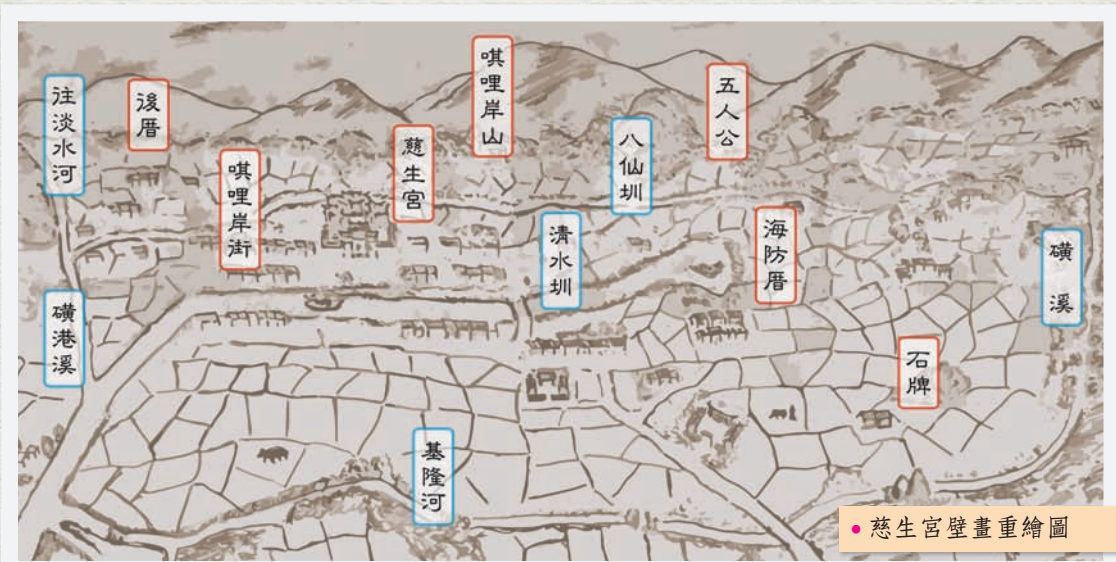 往淡水河
後厝
唭哩岸街
慈生宮
唭哩岸山
八仙圳
五人公
清水圳
海防厝
磺溪
磺港溪
石牌
基隆河
慈生宮壁畫重繪圖